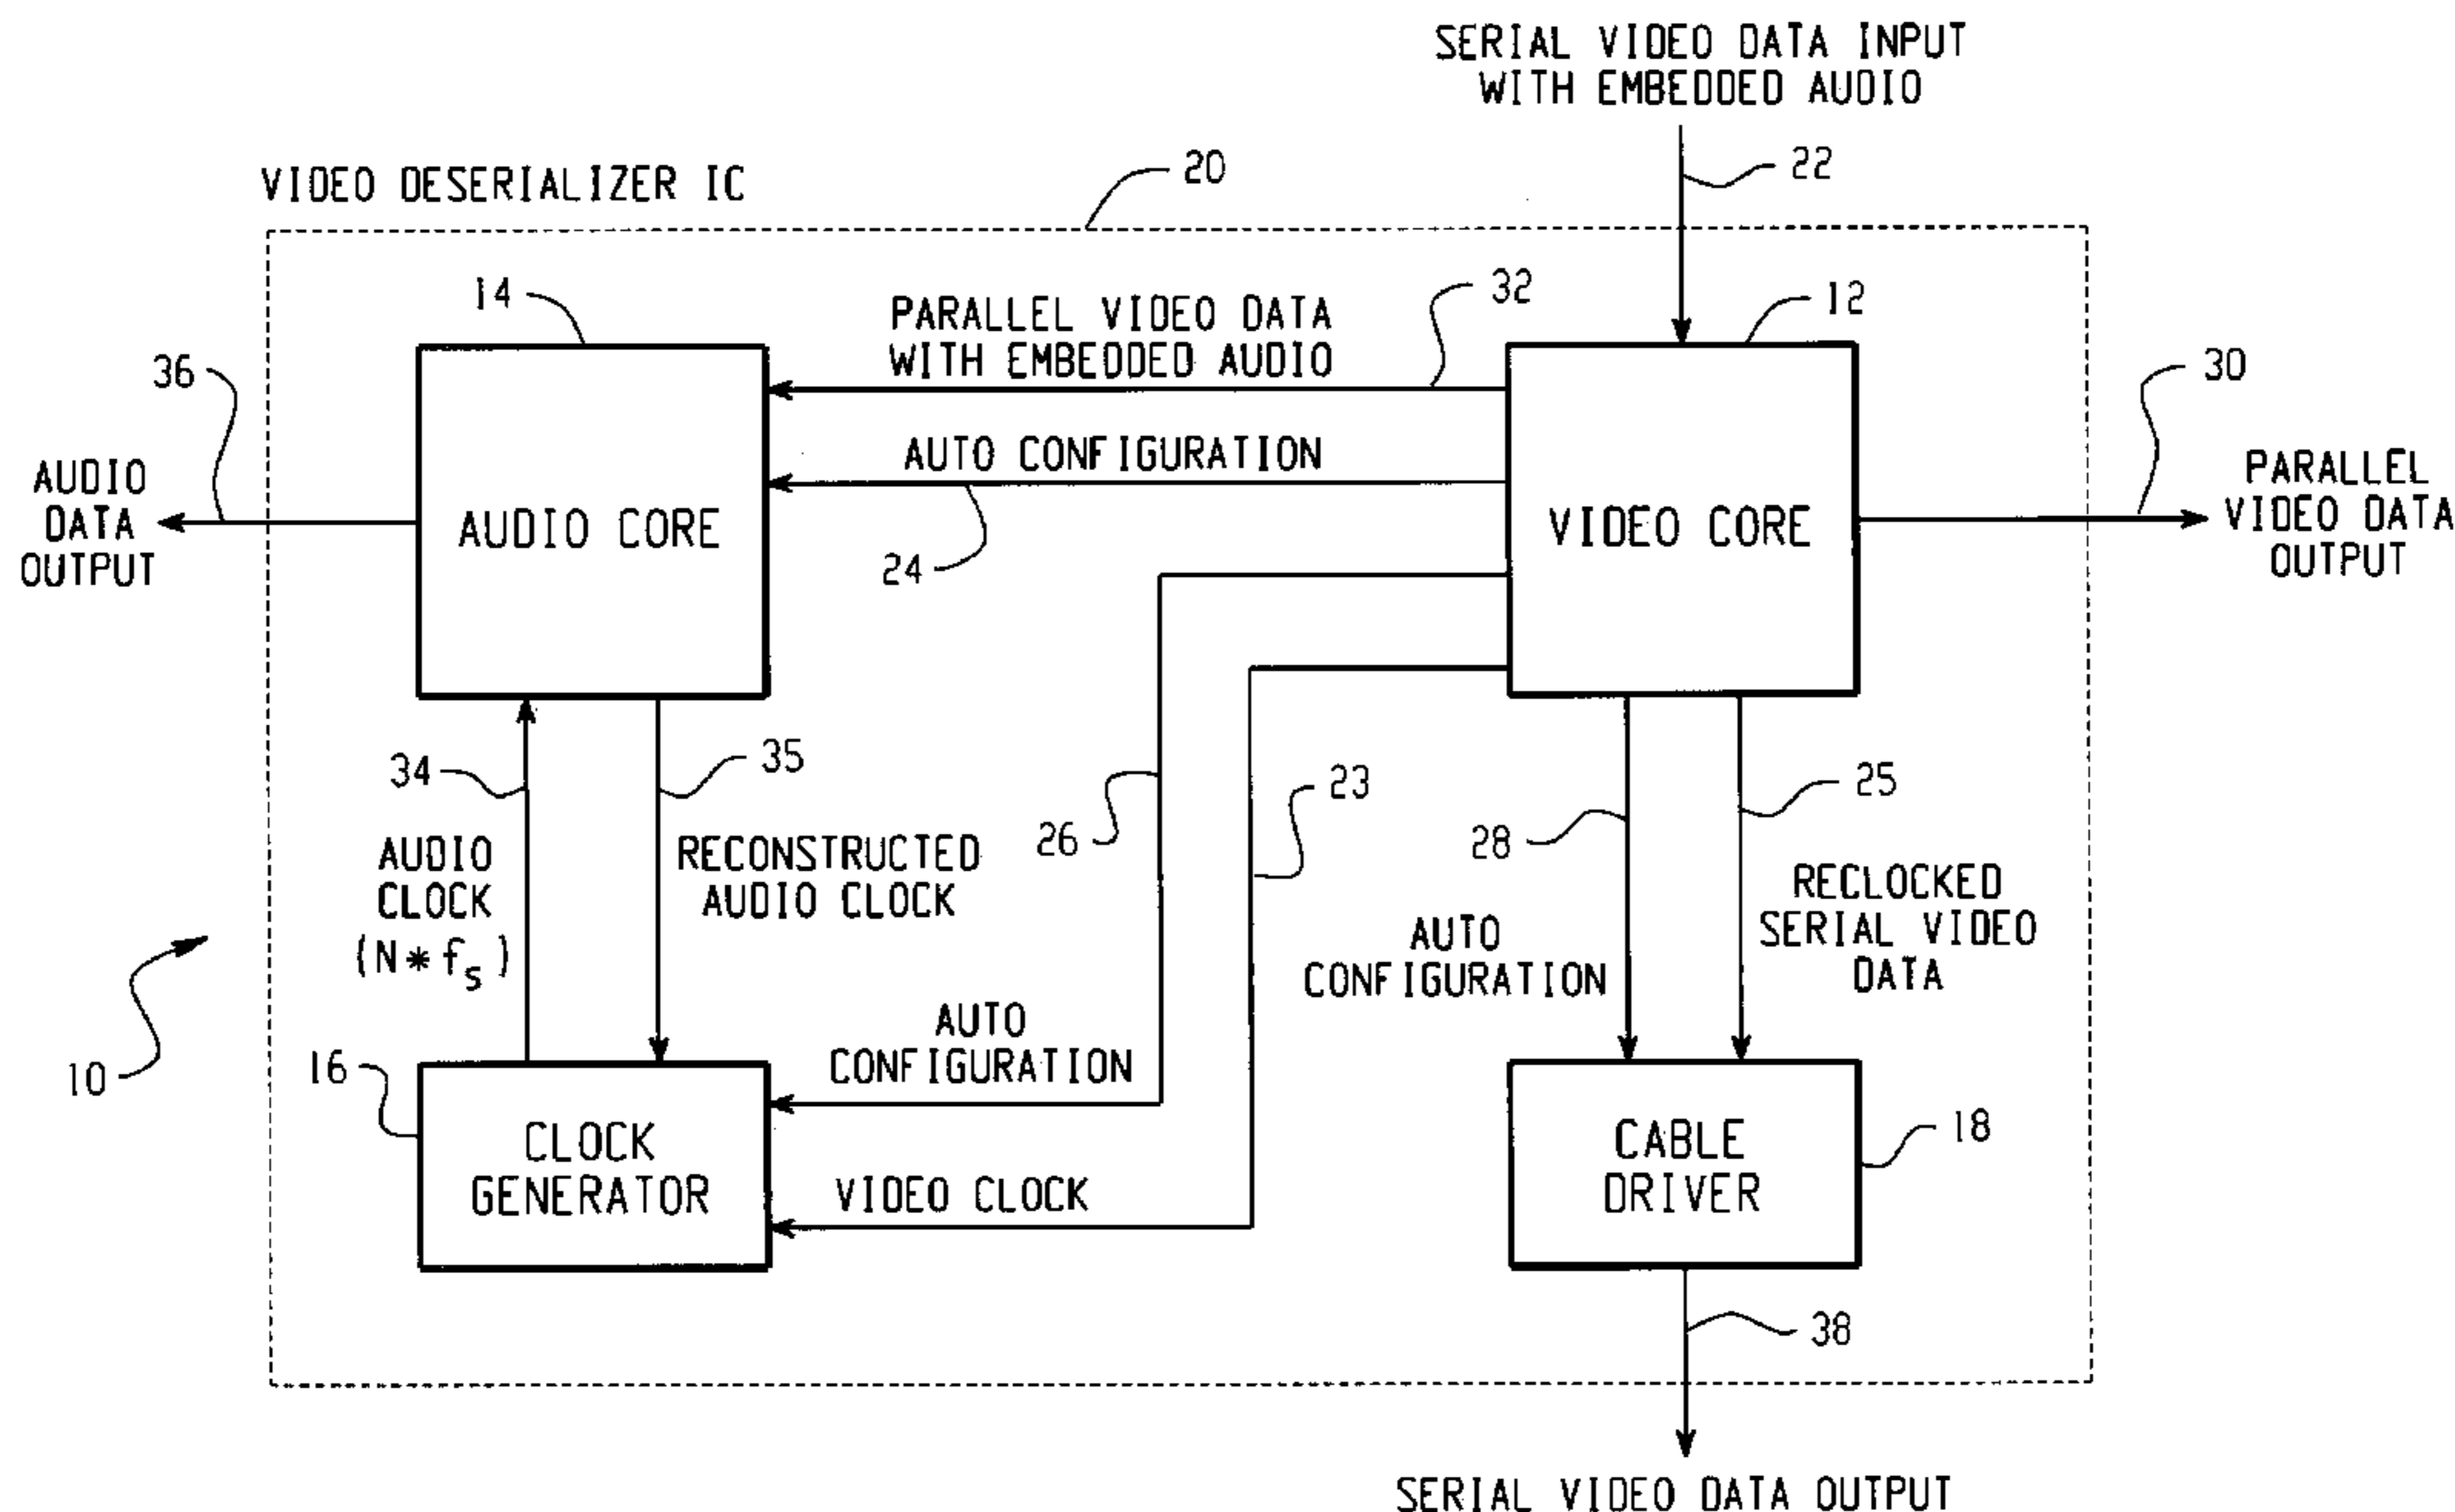 SERIAL VIDEO DATA INPUT
WITH EMBEDDED AUDIO
22
VIDEO DESERIALIZER IC
20
14
PARALLEL VIDEO DATA
WITH EMBEDDED AUDIO
32
12
36
30
AUDIO
DATA
OUTPUT
AUTO CONFIGURATION
24
AUDIO CORE
VIDEO CORE
PARALLEL
VIDEO DATA
OUTPUT
34
35
26
23
28
25
AUDIO
CLOCK
(N*fs)
RECONSTRUCTED
AUDIO CLOCK
AUTO
CONFIGURATION
RECLOCKED
SERIAL VIDEO
DATA
10
16
AUTO
CONFIGURATION
CLOCK
GENERATOR
VIDEO CLOCK
CABLE
DRIVER
18
38
SERIAL VIDEO DATA OUTPUT